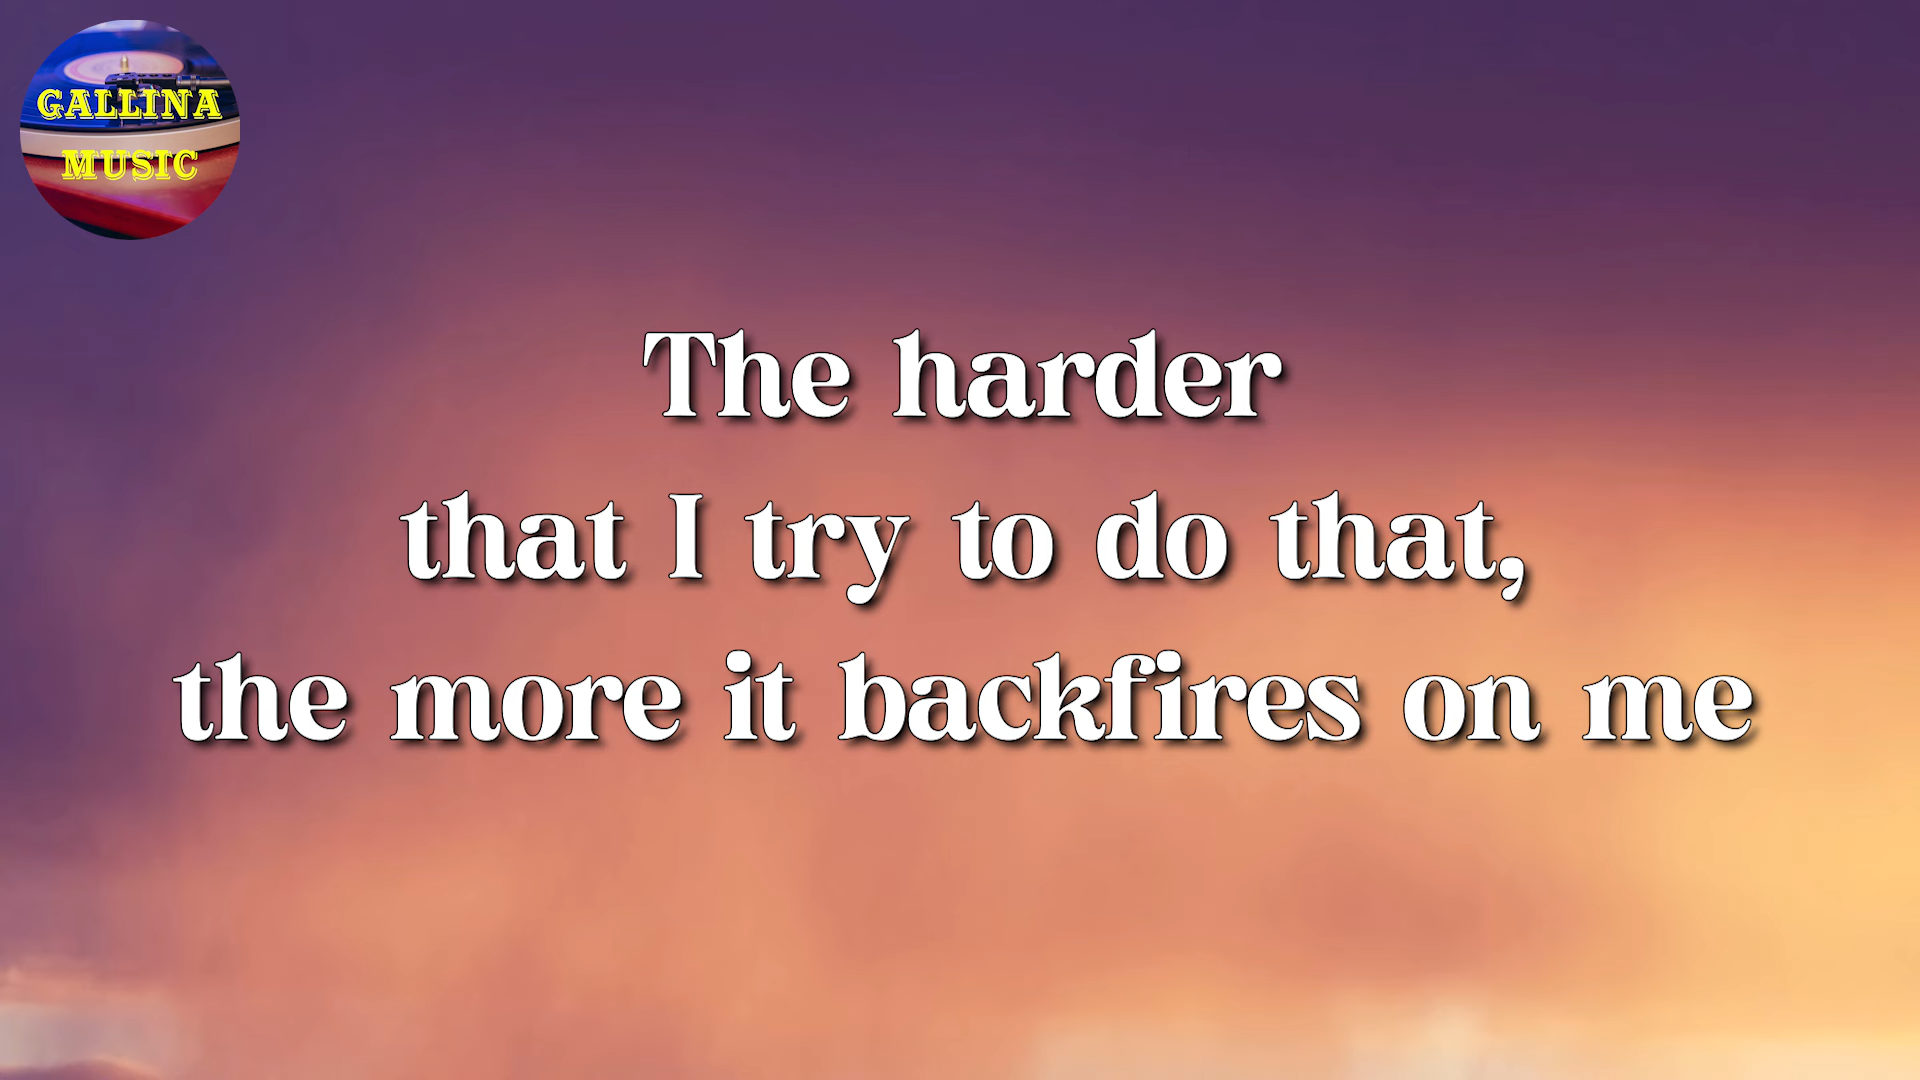 GALLINA
MUSIC
The harder
that I try to do that,
the more it backfires on me